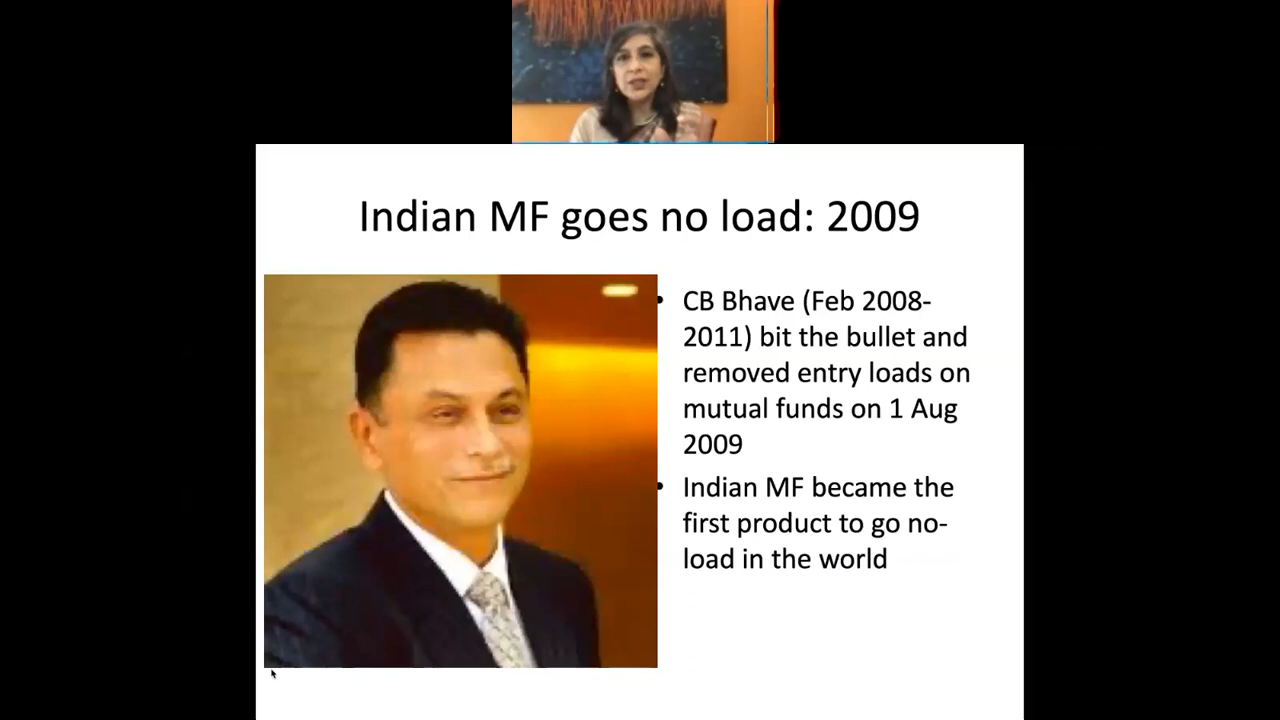 Indian MF goes no load: 2009
• CB Bhave (Feb 2008-
2011) bit the bullet and
removed entry loads on
mutual funds on 1 Aug
2009
• Indian MF became the
first product to go no-
load in the world